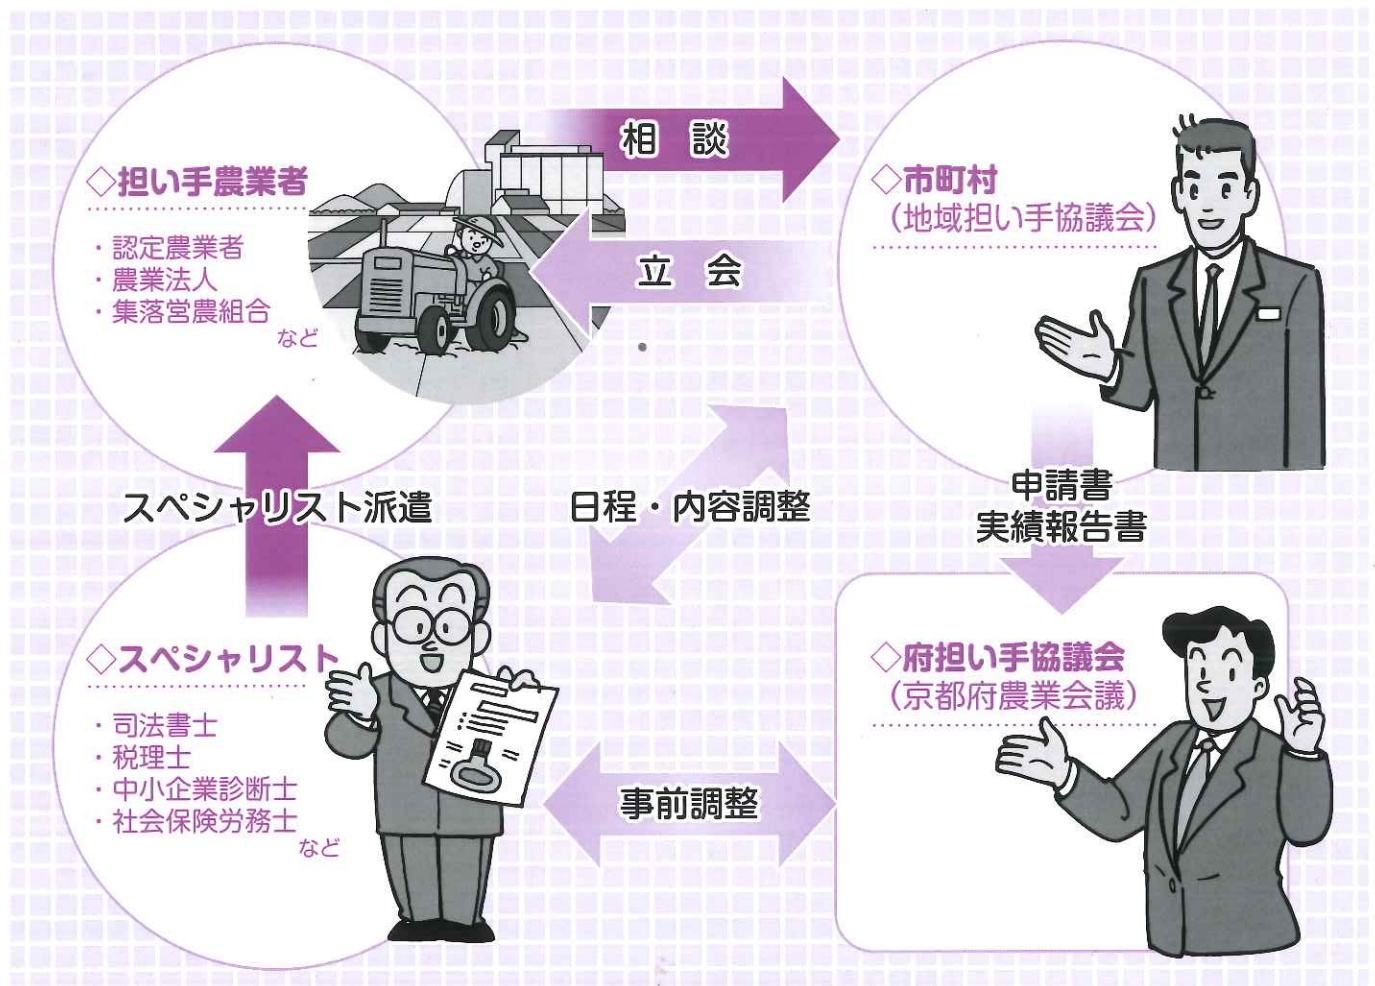 ◇担い手農業者
・認定農業者
・農業法人
・集落営農組合
など
相 談
立 会
◇市町村
（地域担い手協議会）
スペシャリスト派遣
日程・内容調整
申請書
実績報告書
◇スペシャリスト
・司法書士
・税理士
・中小企業診断士
・社会保険労務士
など
事前調整
◇府担い手協議会
（京都府農業会議）